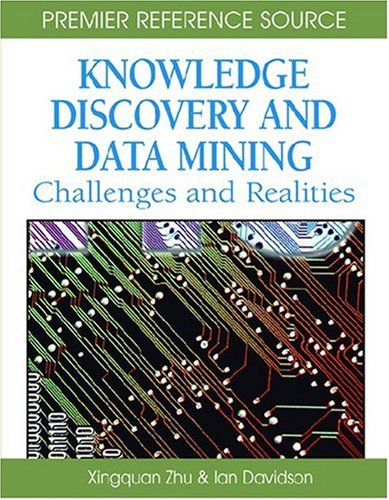 PREMIER REFERENCE SOURCE
KNOWLEDGE
DISCOVERY AND
DATA MINING
Challenges and Realities
Xingquan Zhu & Ian Davidson